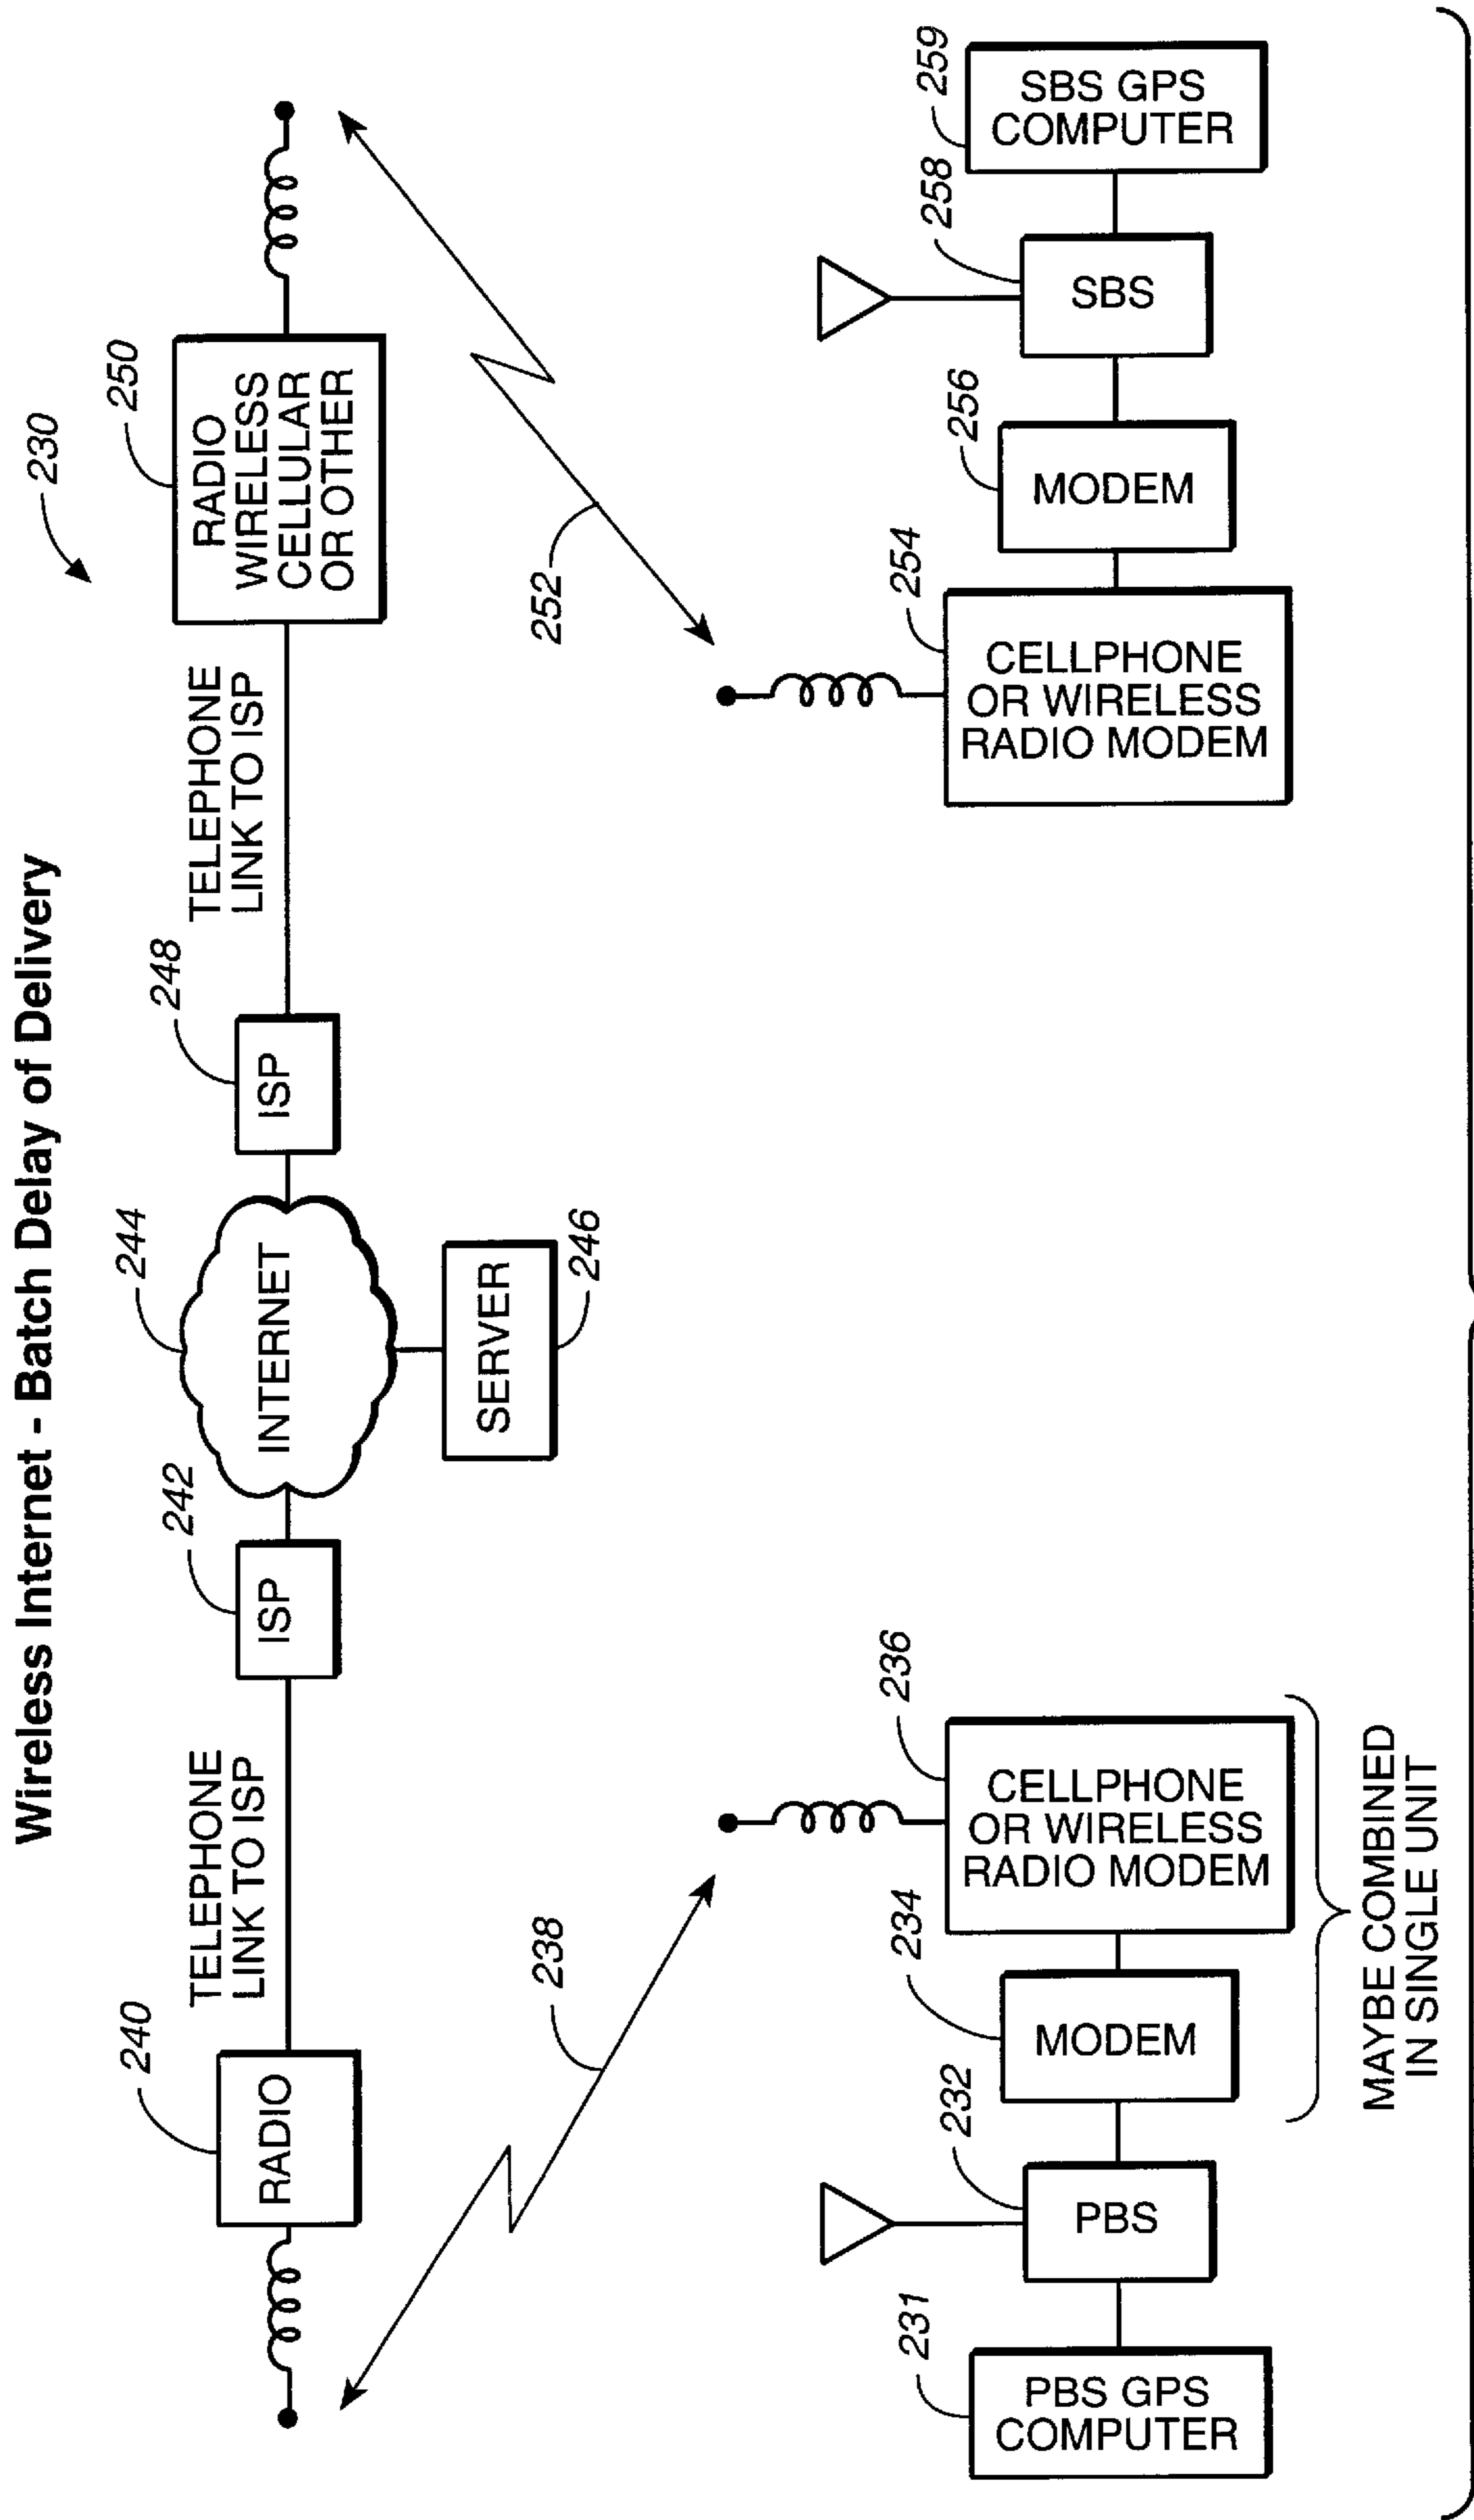 Wireless Internet - Batch Delay of Delivery
230
240
RADIO
TELEPHONE
LINK TO ISP
242
ISP
244
INTERNET
SERVER
246
248
ISP
TELEPHONE
LINK TO ISP
250
RADIO
WIRELESS
CELLULAR
OR OTHER
238
252
231
PBS GPS
COMPUTER
232
PBS
234
MODEM
236
CELLPHONE
OR WIRELESS
RADIO MODEM
MAYBE COMBINED
IN SINGLE UNIT
254
CELLPHONE
OR WIRELESS
RADIO MODEM
256
MODEM
258
SBS
259
SBS GPS
COMPUTER